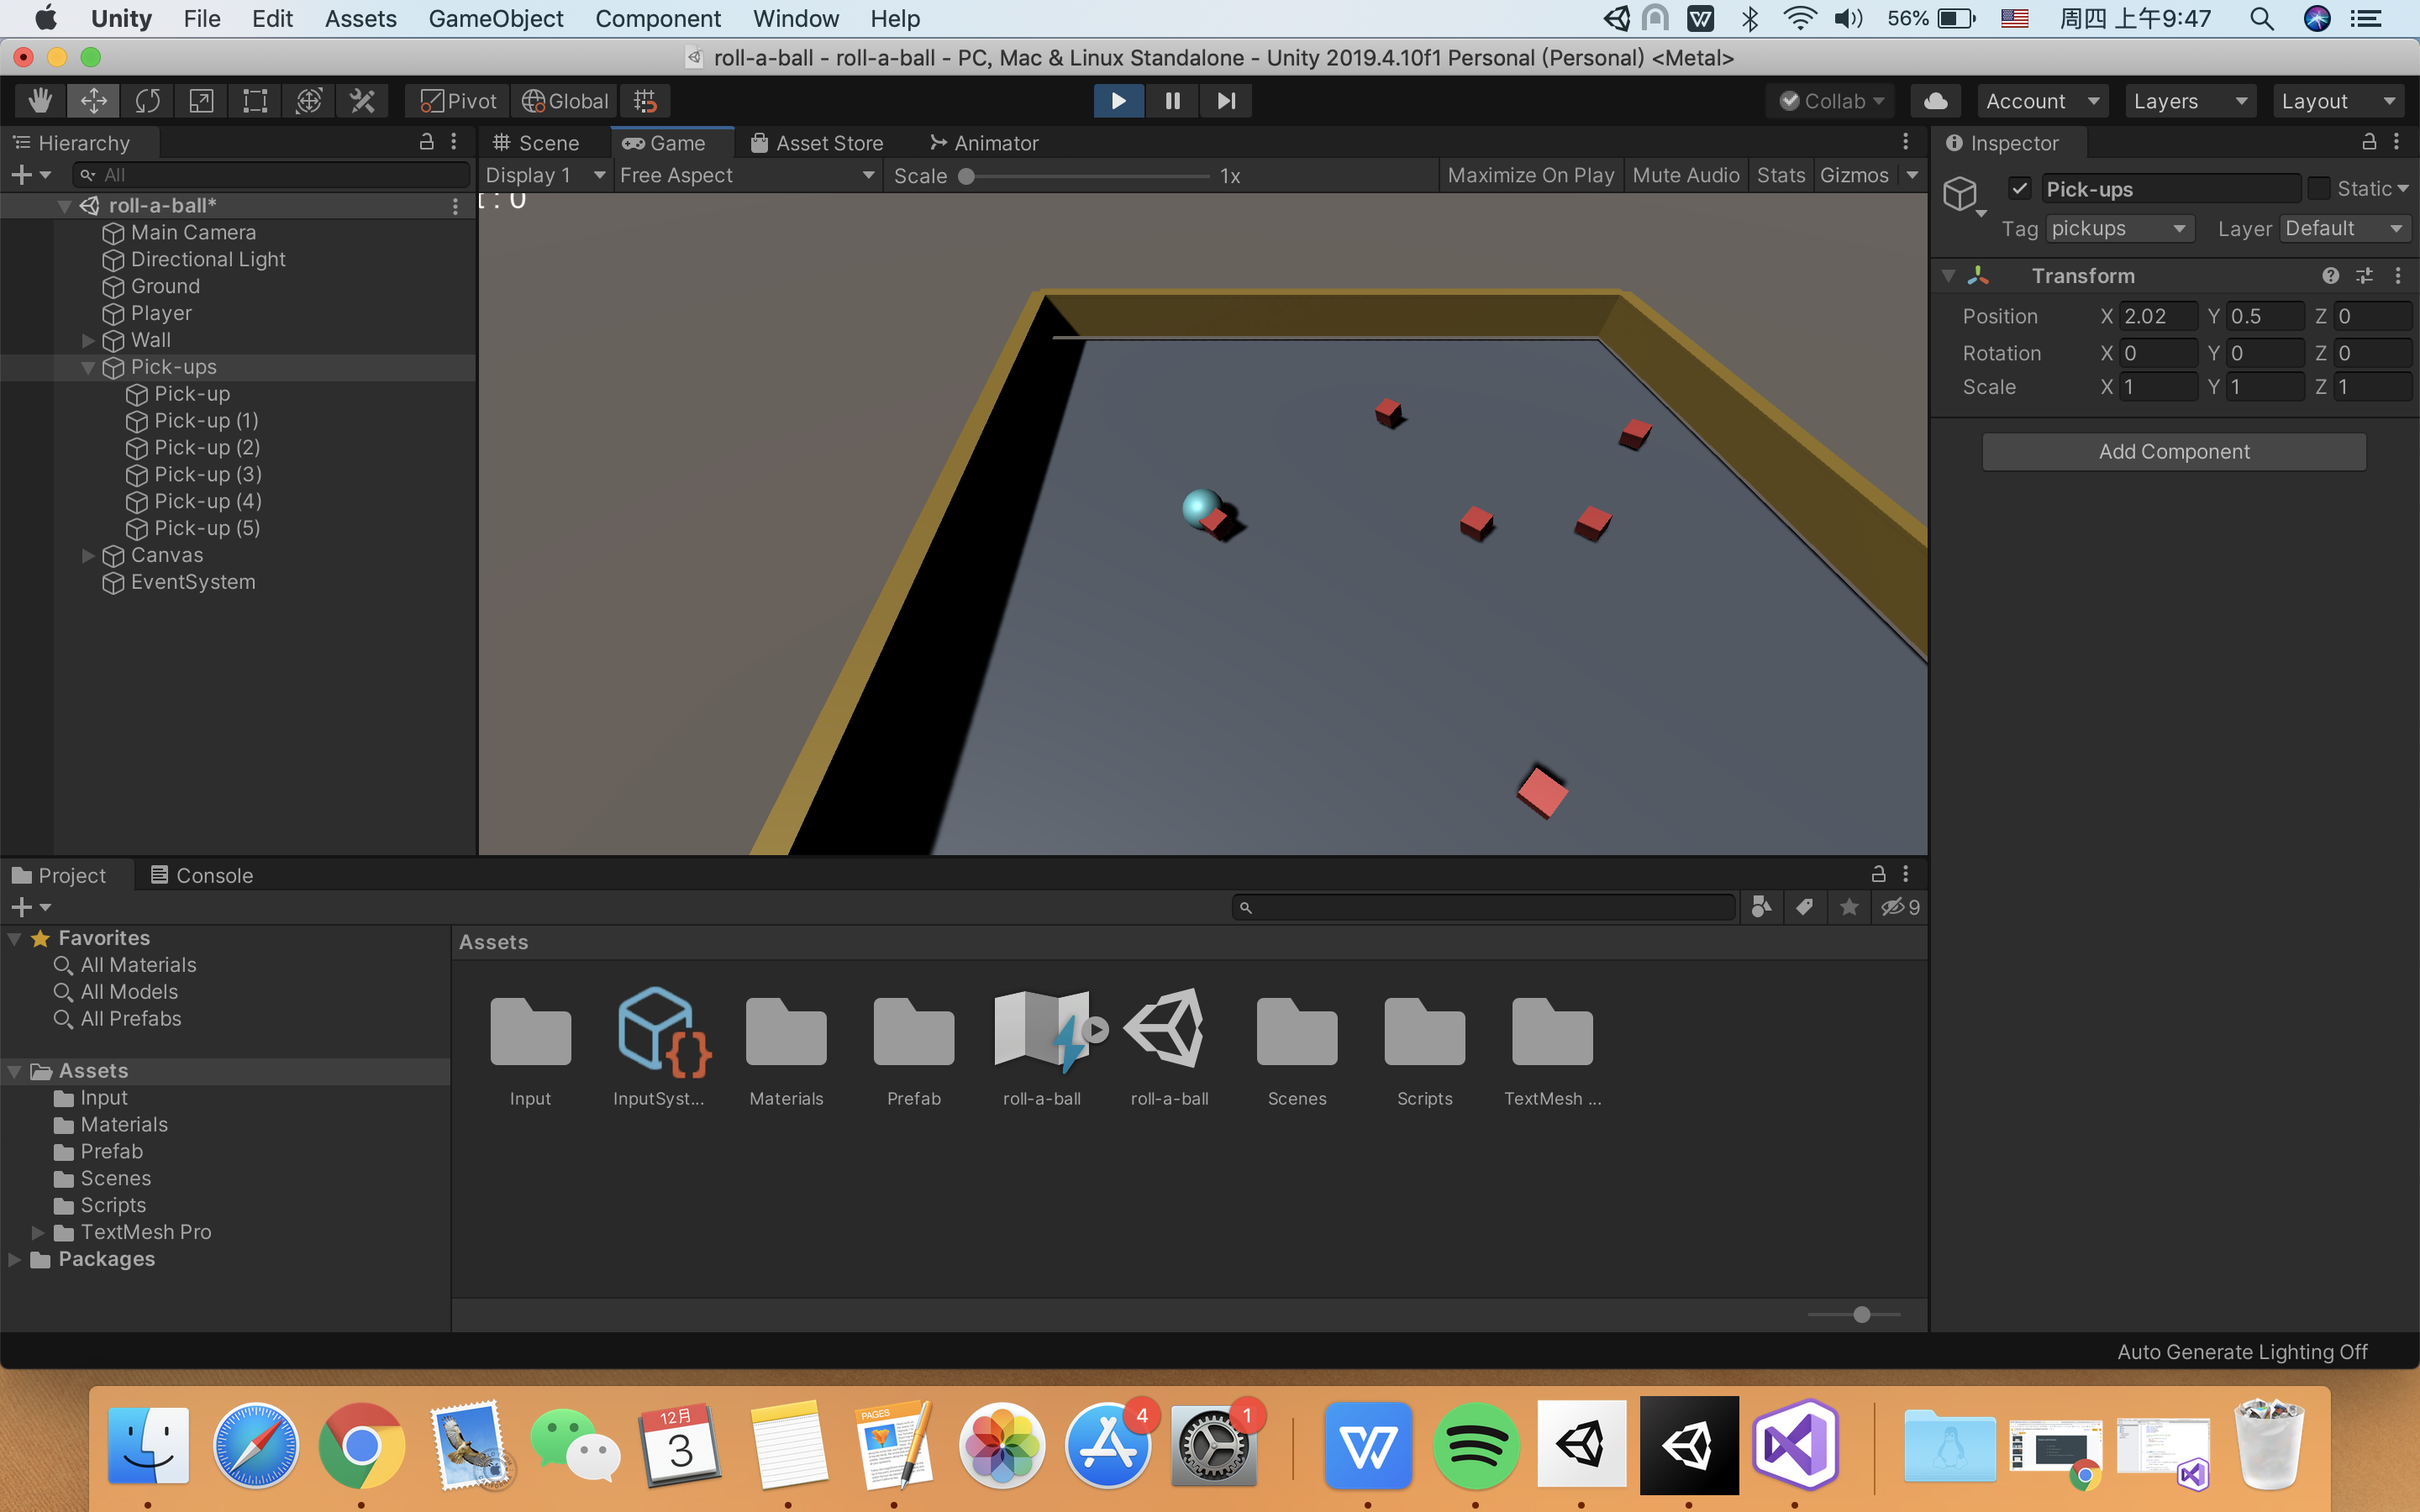 Unity File Edit Assets GameObject Component Window Help 56% 周四 上午9:47
roll-a-ball - roll-a-ball - PC, Mac & Linux Standalone - Unity 2019.4.10f1 Personal (Personal) <Metal>
Pivot Global Collab Account Layers Layout
Hierarchy
All
roll-a-ball*
Main Camera
Directional Light
Ground
Player
Wall
Pick-ups
Pick-up
Pick-up (1)
Pick-up (2)
Pick-up (3)
Pick-up (4)
Pick-up (5)
Canvas
EventSystem
Scene Game Asset Store Animator
Display 1 Free Aspect Scale 1x Maximize On Play Mute Audio Stats Gizmos
: 0
Inspector
Pick-ups Static
Tag pickups Layer Default
Transform
Position X 2.02 Y 0.5 Z 0
Rotation X 0 Y 0 Z 0
Scale X 1 Y 1 Z 1
Add Component
Project Console
9
Favorites
All Materials
All Models
All Prefabs
Assets
Input
Materials
Prefab
Scenes
Scripts
TextMesh Pro
Packages
Assets
Input InputSyst... Materials Prefab roll-a-ball roll-a-ball Scenes Scripts TextMesh ...
Auto Generate Lighting Off
12月
3
PAGES
4
1